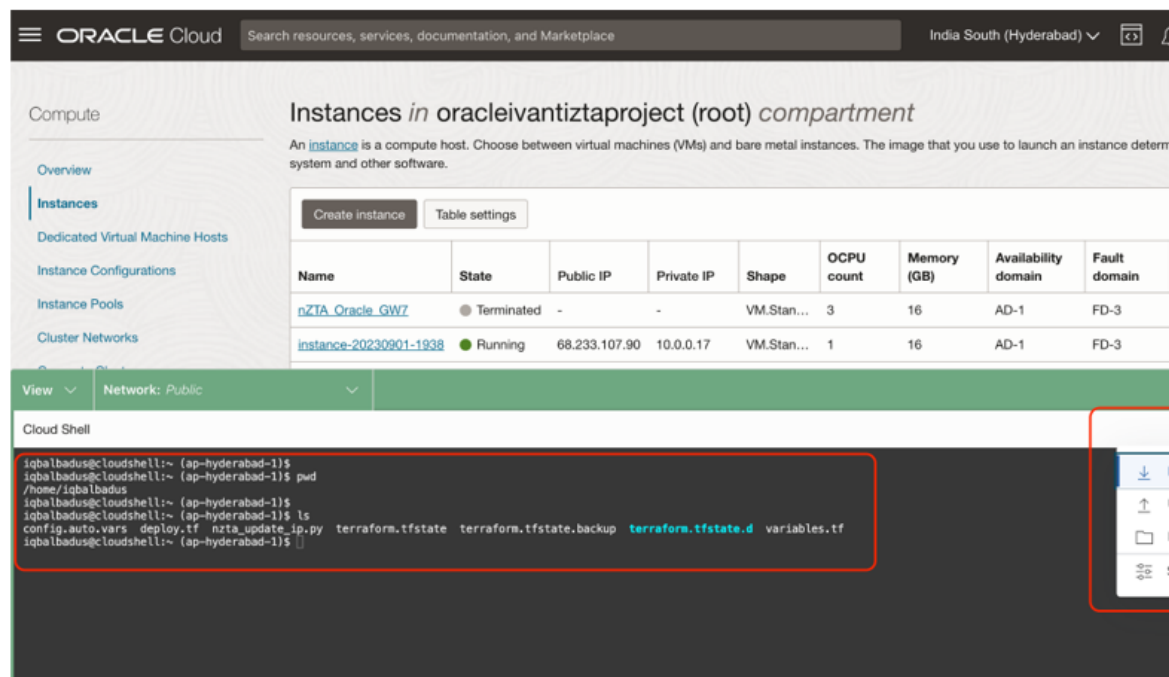 ORACLE Cloud
Search resources, services, documentation, and Marketplace
India South (Hyderabad)
Compute
Overview
Instances
Dedicated Virtual Machine Hosts
Instance Configurations
Instance Pools
Cluster Networks
Instances in oracleivantiztaproject (root) compartment
An instance is a compute host. Choose between virtual machines (VMs) and bare metal instances. The image that you use to launch an instance determ
system and other software.
Create instance Table settings
Name State Public IP Private IP Shape OCPU count Memory (GB) Availability domain Fault domain
nZTA_Oracle_GW7 Terminated - - VM.Stan... 3 16 AD-1 FD-3
instance-20230901-1938 Running 68.233.107.90 10.0.0.17 VM.Stan... 1 16 AD-1 FD-3
View Network: Public
Cloud Shell
iqbalbadus@cloudshell:~ (ap-hyderabad-1)$
iqbalbadus@cloudshell:~ (ap-hyderabad-1)$ pwd
/home/iqbalbadus
iqbalbadus@cloudshell:~ (ap-hyderabad-1)$
iqbalbadus@cloudshell:~ (ap-hyderabad-1)$ ls
config.auto.vars deploy.tf nzta_update_ip.py terraform.tfstate terraform.tfstate.backup terraform.tfstate.d variables.tf
iqbalbadus@cloudshell:~ (ap-hyderabad-1)$